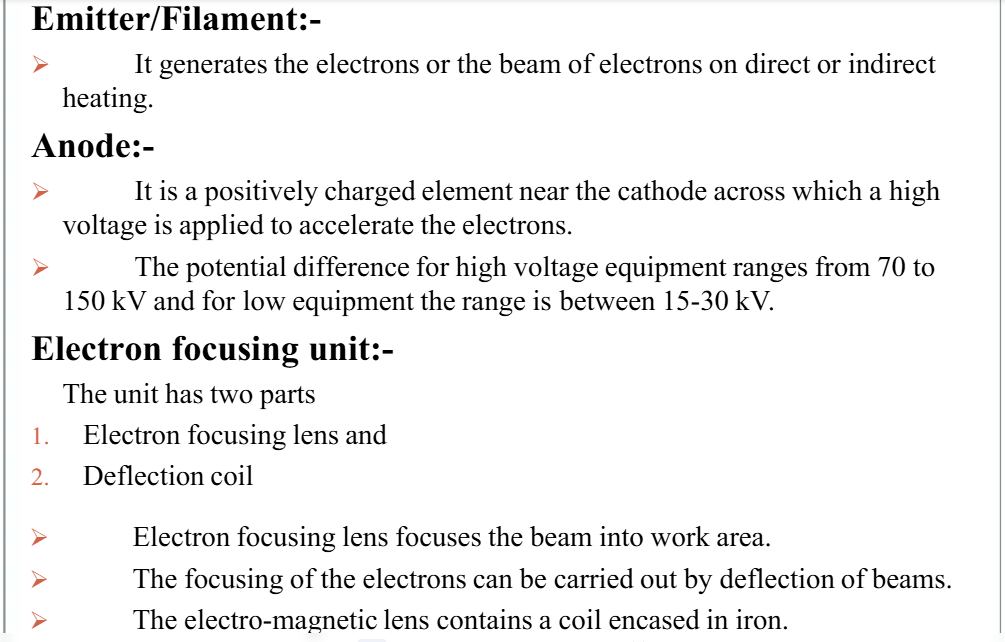 Emitter/Filament:-
➢ It generates the electrons or the beam of electrons on direct or indirect
heating.
Anode:-
➢ It is a positively charged element near the cathode across which a high
voltage is applied to accelerate the electrons.
➢ The potential difference for high voltage equipment ranges from 70 to
150 kV and for low equipment the range is between 15-30 kV.
Electron focusing unit:-
The unit has two parts
1. Electron focusing lens and
2. Deflection coil
➢ Electron focusing lens focuses the beam into work area.
➢ The focusing of the electrons can be carried out by deflection of beams.
➢ The electro-magnetic lens contains a coil encased in iron.